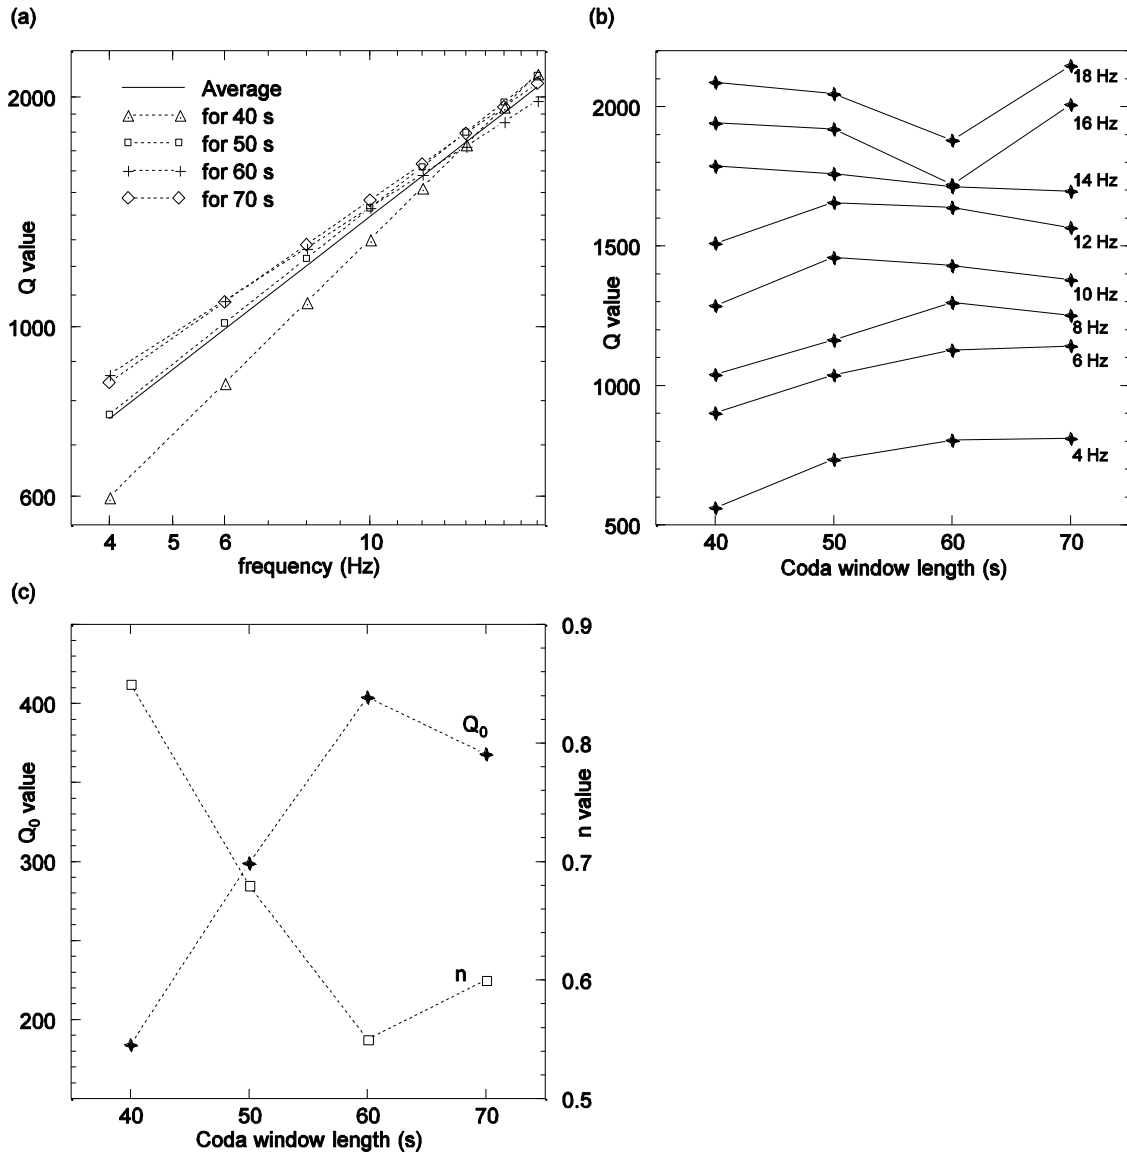 (a)
2000
1000
600
Q value
Average
for 40 s
for 50 s
for 60 s
for 70 s
4 5 6 10
frequency (Hz)
(b)
2000
1500
1000
500
Q value
18 Hz
16 Hz
14 Hz
12 Hz
10 Hz
8 Hz
6 Hz
4 Hz
40 50 60 70
Coda window length (s)
(c)
400
300
200
Q₀ value
Q₀
n
0.9
0.8
0.7
0.6
0.5
n value
40 50 60 70
Coda window length (s)